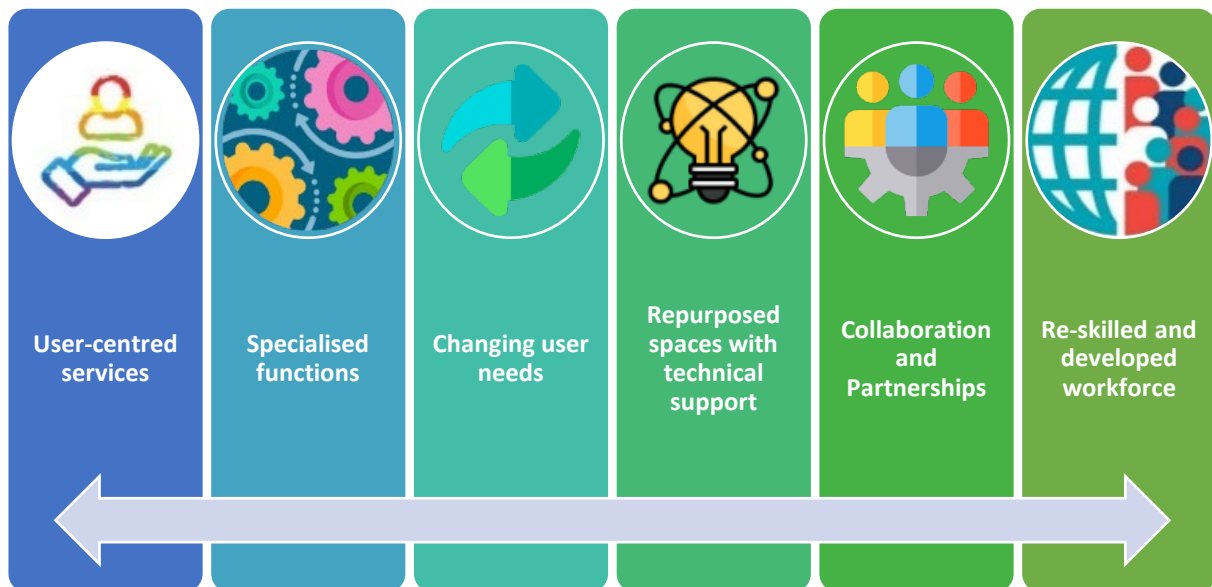 User-centred
services
Specialised
functions
Changing user
needs
Repurposed
spaces with
technical
support
Collaboration
and
Partnerships
Re-skilled and
developed
workforce